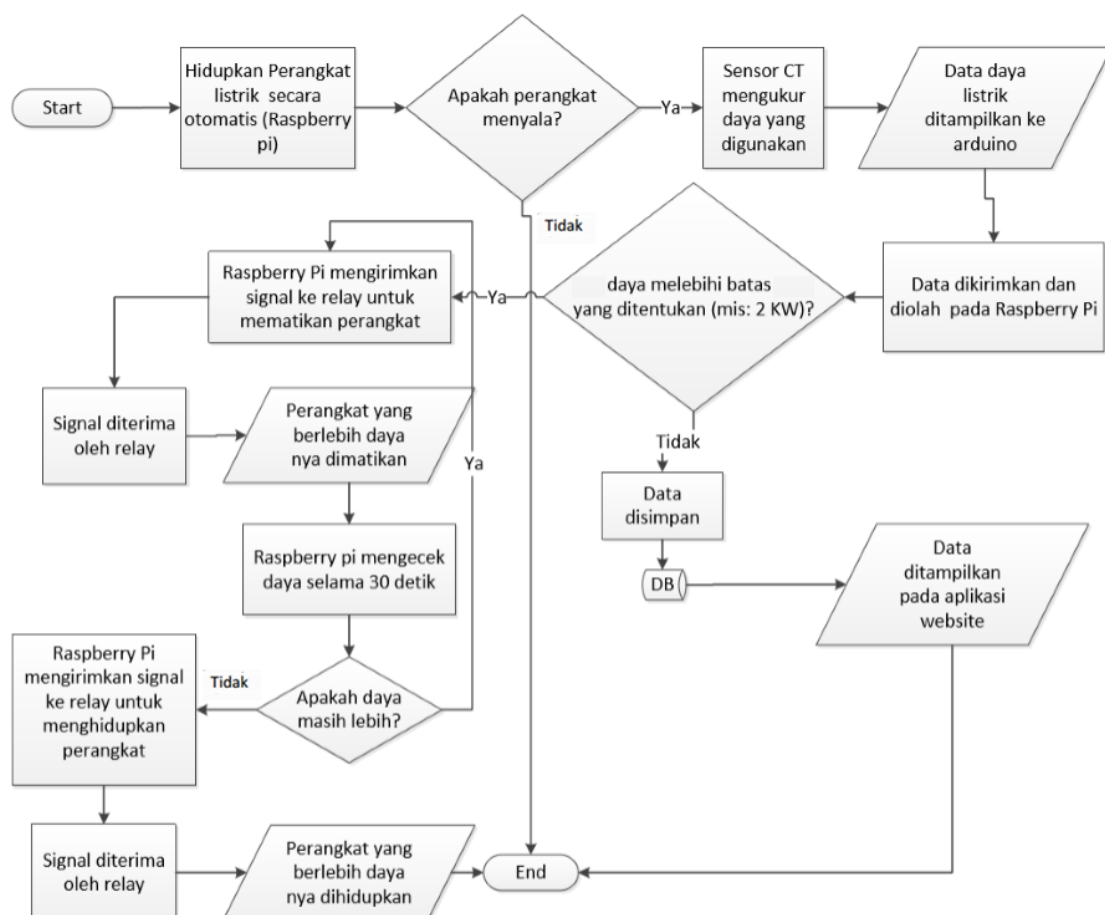 Start
Hidupkan Perangkat
listrik secara
otomatis (Raspberry
pi)
Apakah perangkat
menyala?
Ya
Sensor CT
mengukur
daya yang
digunakan
Data daya
listrik
ditampilkan ke
arduino
Tidak
Data dikirimkan dan
diolah pada Raspberry Pi
daya melebihi batas
yang ditentukan (mis: 2 KW)?
Ya
Raspberry Pi mengirimkan
signal ke relay untuk
mematikan perangkat
Signal diterima
oleh relay
Perangkat yang
berlebih daya
nya dimatikan
Ya
Tidak
Data
disimpan
DB
Data
ditampilkan
pada aplikasi
website
Raspberry pi mengecek
daya selama 30 detik
Apakah daya
masih lebih?
Tidak
Raspberry Pi
mengirimkan signal
ke relay untuk
menghidupkan
perangkat
Signal diterima
oleh relay
Perangkat yang
berlebih daya
nya dihidupkan
End